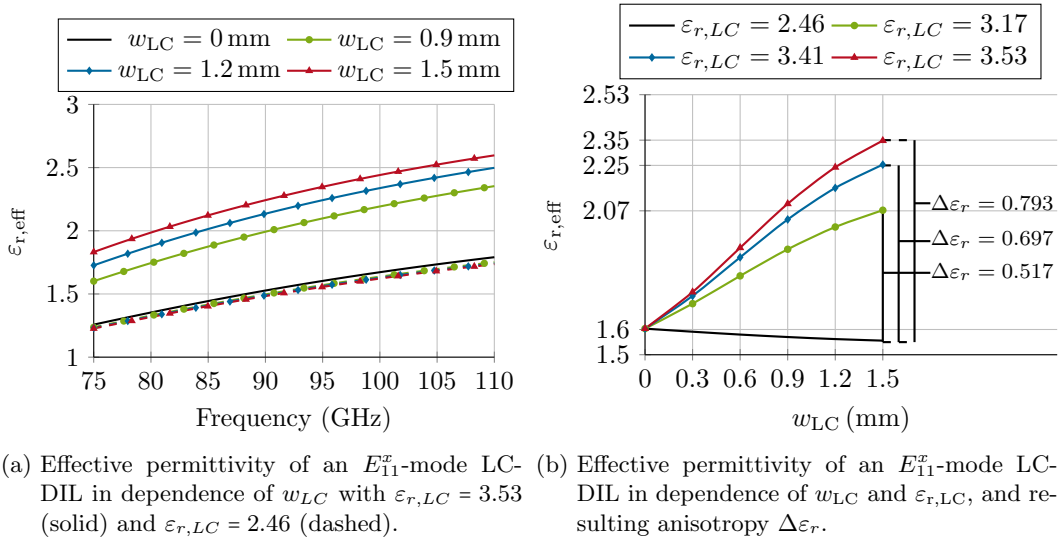 w_LC = 0 mm w_LC = 0.9 mm
w_LC = 1.2 mm w_LC = 1.5 mm
3
2.5
2
1.5
1
ε_r,eff
75 80 85 90 95 100 105 110
Frequency (GHz)
(a) Effective permittivity of an E^x_11-mode LC-
DIL in dependence of w_LC with ε_r,LC = 3.53
(solid) and ε_r,LC = 2.46 (dashed).
ε_r,LC = 2.46 ε_r,LC = 3.17
ε_r,LC = 3.41 ε_r,LC = 3.53
2.53
2.35
2.25
2.07
1.6
1.5
ε_r,eff
Δε_r = 0.793
Δε_r = 0.697
Δε_r = 0.517
0 0.3 0.6 0.9 1.2 1.5
w_LC (mm)
(b) Effective permittivity of an E^x_11-mode LC-
DIL in dependence of w_LC and ε_r,LC, and re-
sulting anisotropy Δε_r.